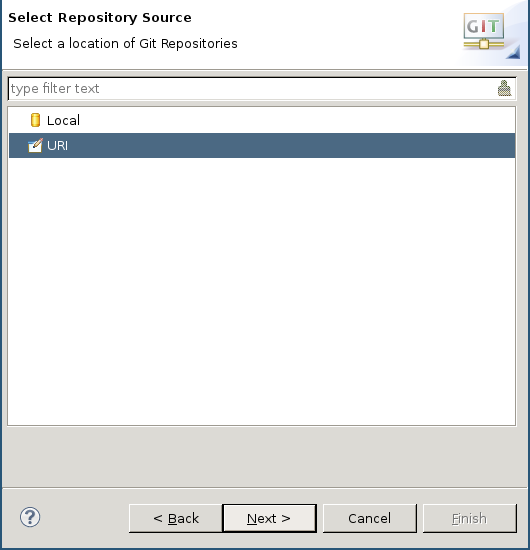 Select Repository Source
Select a location of Git Repositories
GIT
type filter text
Local
URI
?
< Back
Next >
Cancel
Finish